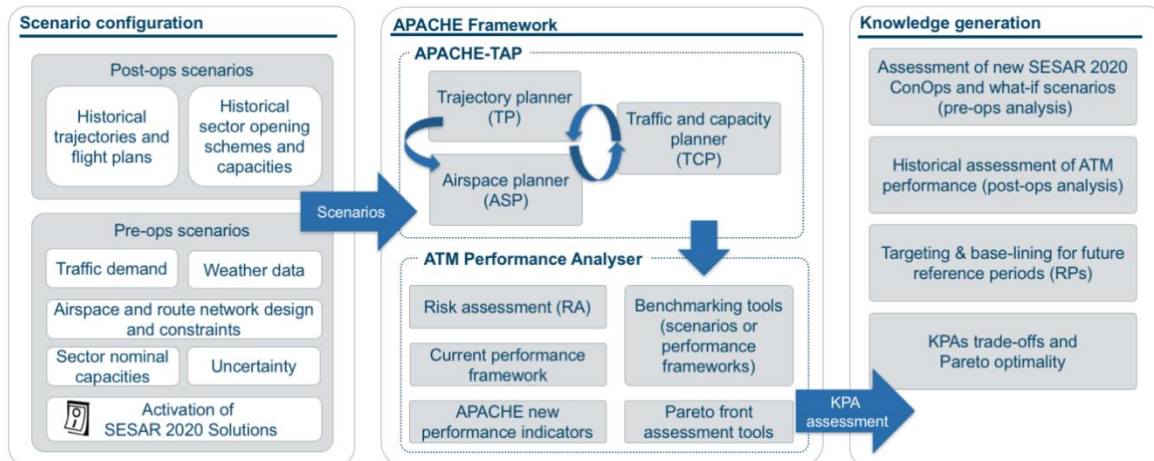 Scenario configuration
Post-ops scenarios
Historical
trajectories and
flight plans
Historical
sector opening
schemes and
capacities
Pre-ops scenarios
Traffic demand
Weather data
Airspace and route network design
and constraints
Sector nominal
capacities
Uncertainty
Activation of
SESAR 2020 Solutions
Scenarios
APACHE Framework
APACHE-TAP
Trajectory planner
(TP)
Airspace planner
(ASP)
Traffic and capacity
planner
(TCP)
ATM Performance Analyser
Risk assessment (RA)
Current performance
framework
APACHE new
performance indicators
Benchmarking tools
(scenarios or
performance
frameworks)
Pareto front
assessment tools
KPA
assessment
Knowledge generation
Assessment of new SESAR 2020
ConOps and what-if scenarios
(pre-ops analysis)
Historical assessment of ATM
performance (post-ops analysis)
Targeting & base-lining for future
reference periods (RPs)
KPAs trade-offs and
Pareto optimality